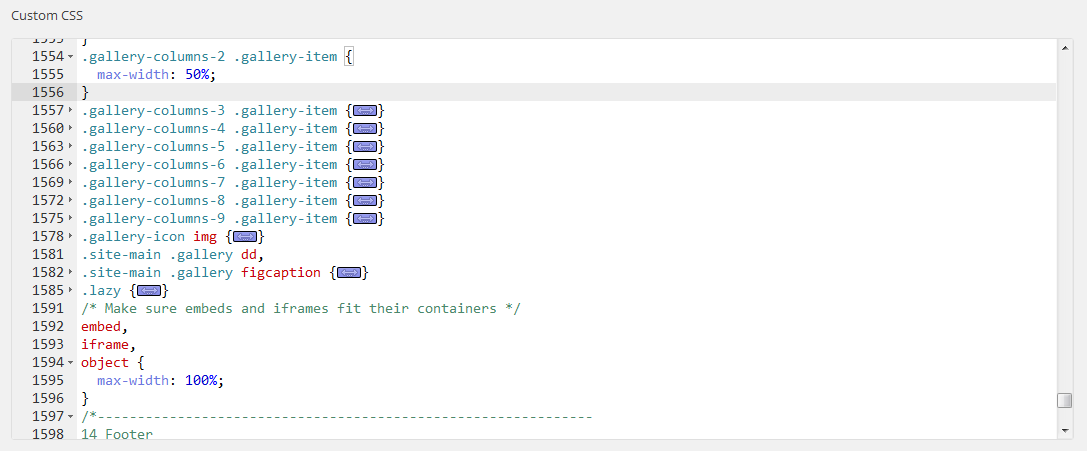 Custom CSS
1553 }
1554 .gallery-columns-2 .gallery-item {
1555   max-width: 50%;
1556 }
1557 .gallery-columns-3 .gallery-item {}
1560 .gallery-columns-4 .gallery-item {}
1563 .gallery-columns-5 .gallery-item {}
1566 .gallery-columns-6 .gallery-item {}
1569 .gallery-columns-7 .gallery-item {}
1572 .gallery-columns-8 .gallery-item {}
1575 .gallery-columns-9 .gallery-item {}
1578 .gallery-icon img {}
1581 .site-main .gallery dd,
1582 .site-main .gallery figcaption {}
1585 .lazy {}
1591 /* Make sure embeds and iframes fit their containers */
1592 embed,
1593 iframe,
1594 object {
1595   max-width: 100%;
1596 }
1597 /*--------------------------------------------------------------
1598 14 Footer